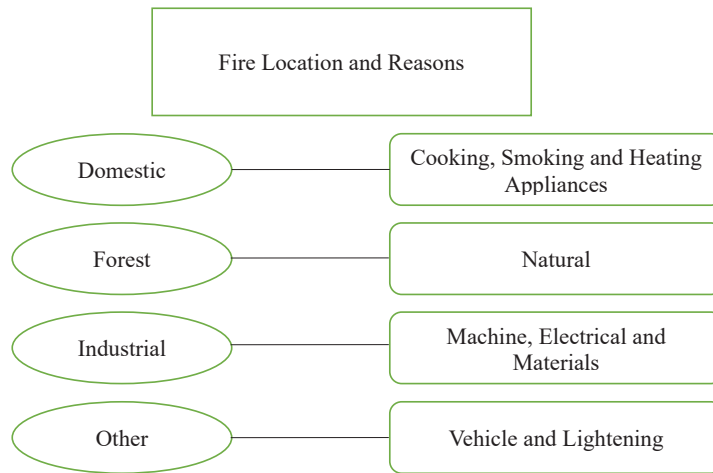 Fire Location and Reasons
Domestic
Cooking, Smoking and Heating
Appliances
Forest
Natural
Industrial
Machine, Electrical and
Materials
Other
Vehicle and Lightening